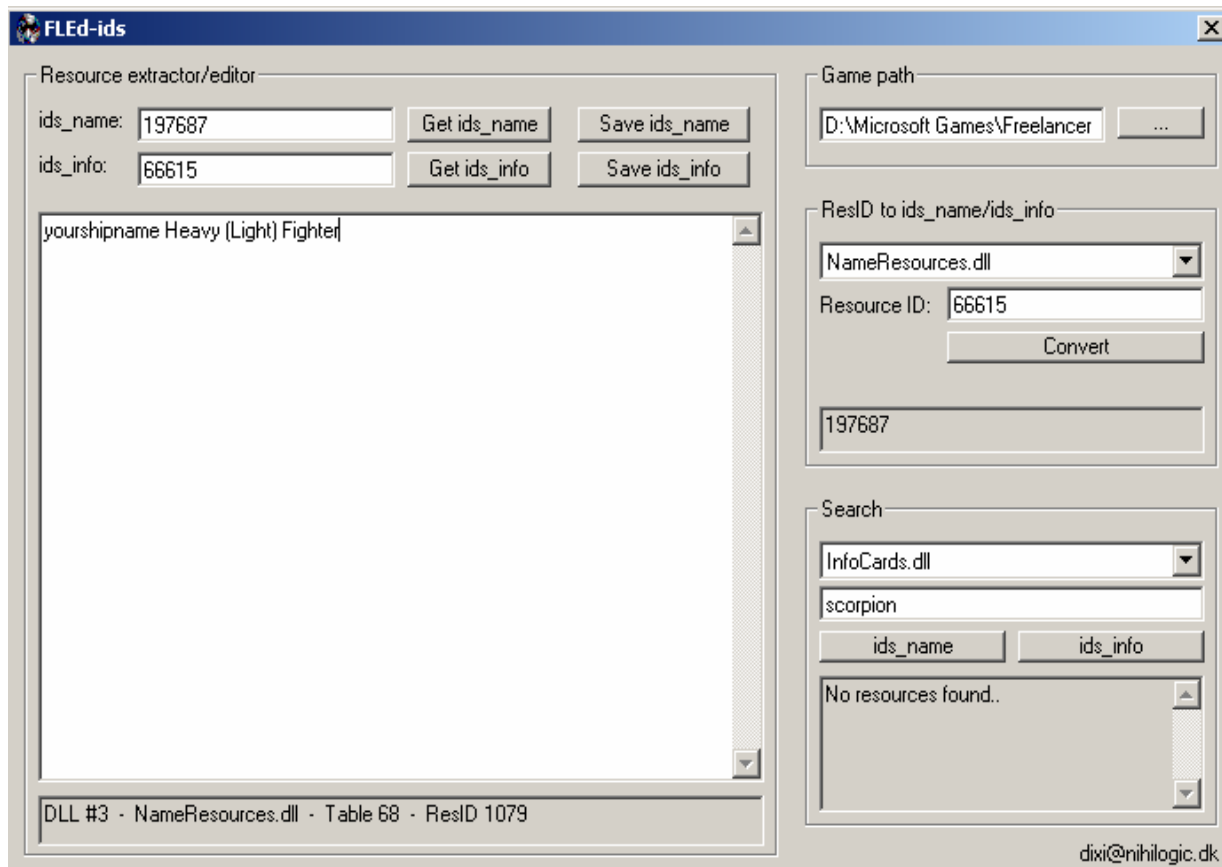 FLEd-ids
Resource extractor/editor
ids_name:
197687
Get ids_name
Save ids_name
ids_info:
66615
Get ids_info
Save ids_info
yourshipname Heavy (Light) Fighter
DLL #3 - NameResources.dll - Table 68 - ResID 1079
Game path
D:\Microsoft Games\Freelancer
...
ResID to ids_name/ids_info
NameResources.dll
Resource ID:
66615
Convert
197687
Search
InfoCards.dll
scorpion
ids_name
ids_info
No resources found..
dixi@nihilogic.dk